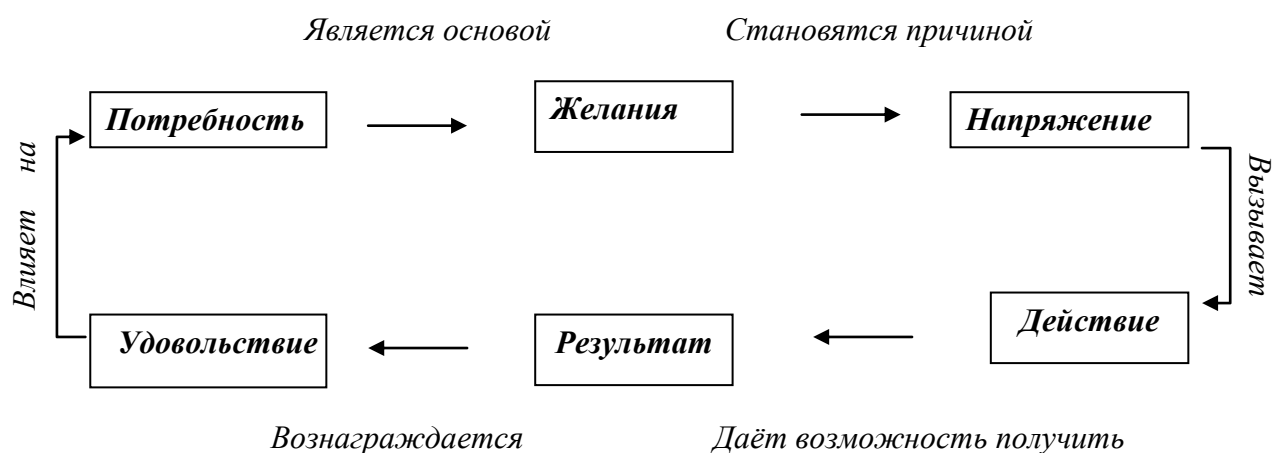 Является основой
Становятся причиной
Потребность
Желания
Напряжение
Влияет на
Вызывает
Удовольствие
Результат
Действие
Вознаграждается
Даёт возможность получить